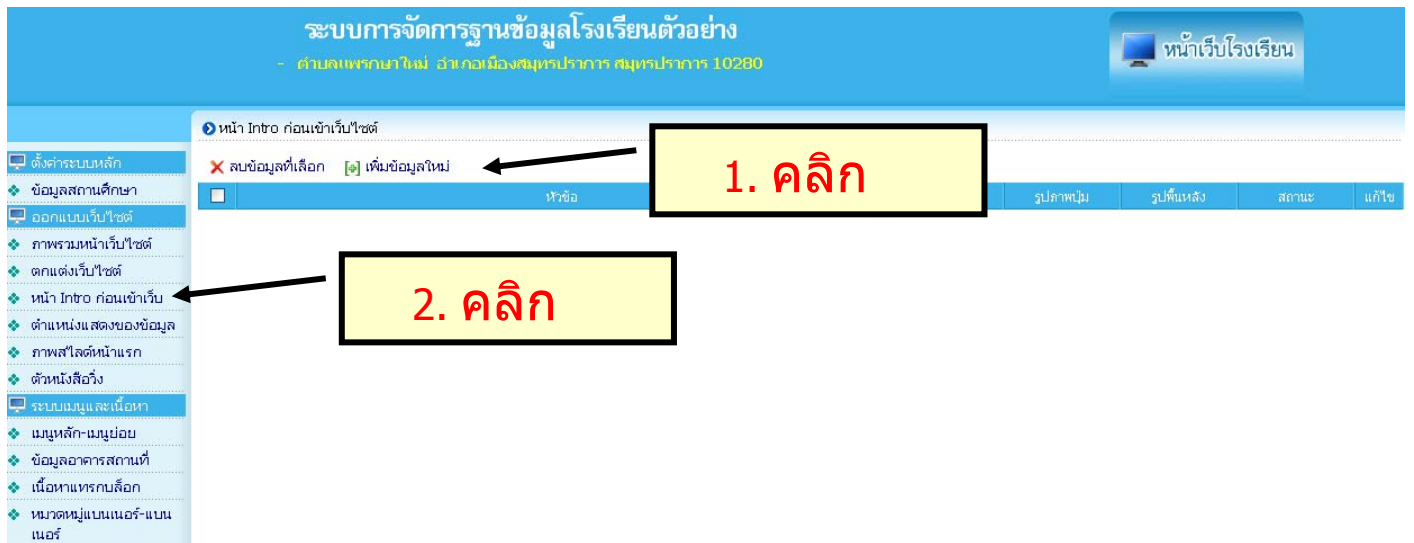 ระบบการจัดการฐานข้อมูลโรงเรียนตัวอย่าง
- ตำบลแพรกษาใหม่ อำเภอเมืองสมุทรปราการ สมุทรปราการ 10280
หน้าเว็บโรงเรียน
หน้า Intro ก่อนเข้าเว็บไซต์
ลบข้อมูลที่เลือก เพิ่มข้อมูลใหม่
1. คลิก
หัวข้อ รูปภาพปุ่ม รูปพื้นหลัง สถานะ แก้ไข
2. คลิก
ตั้งค่าระบบหลัก
ข้อมูลสถานศึกษา
ออกแบบเว็บไซต์
ภาพรวมหน้าเว็บไซต์
ตกแต่งเว็บไซต์
หน้า Intro ก่อนเข้าเว็บ
ตำแหน่งแสดงของข้อมูล
ภาพสไลด์หน้าแรก
ตัวหนังสือวิ่ง
ระบบเมนูและเนื้อหา
เมนูหลัก-เมนูย่อย
ข้อมูลอาคารสถานที่
เนื้อหาแทรกบล็อก
หมวดหมู่แบนเนอร์-แบน
เนอร์